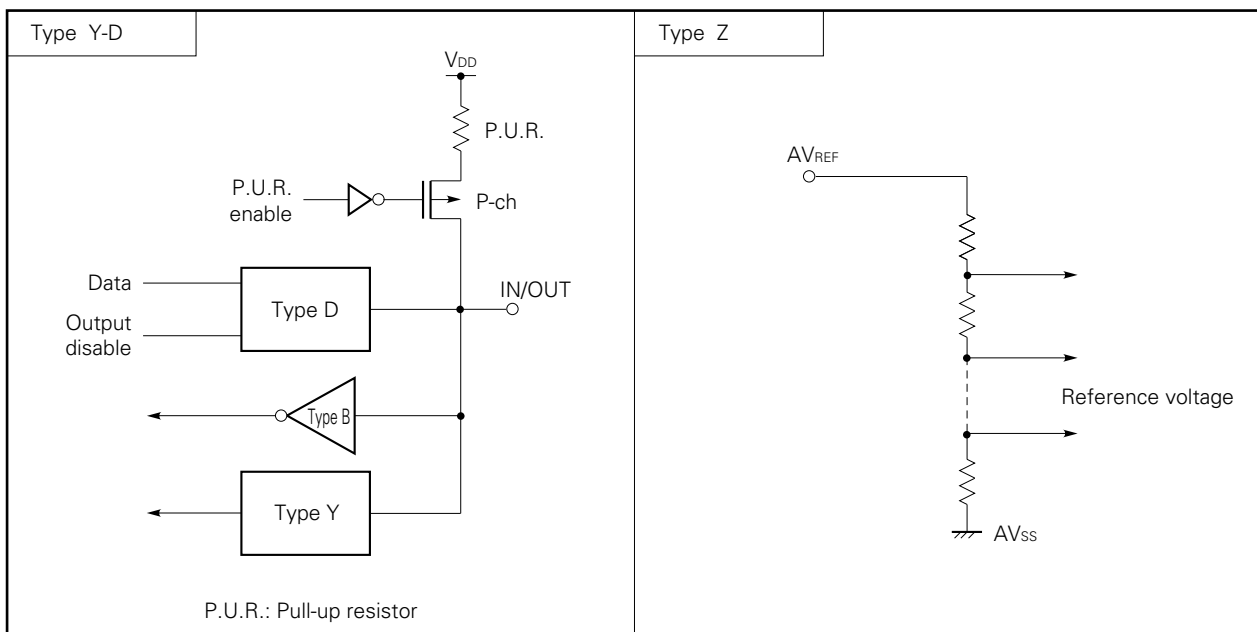 Type Y-D
VDD
P.U.R.
P.U.R.
enable
P-ch
Data
Output
disable
Type D
IN/OUT
Type B
Type Y
P.U.R.: Pull-up resistor
Type Z
AVREF
Reference voltage
AVSS